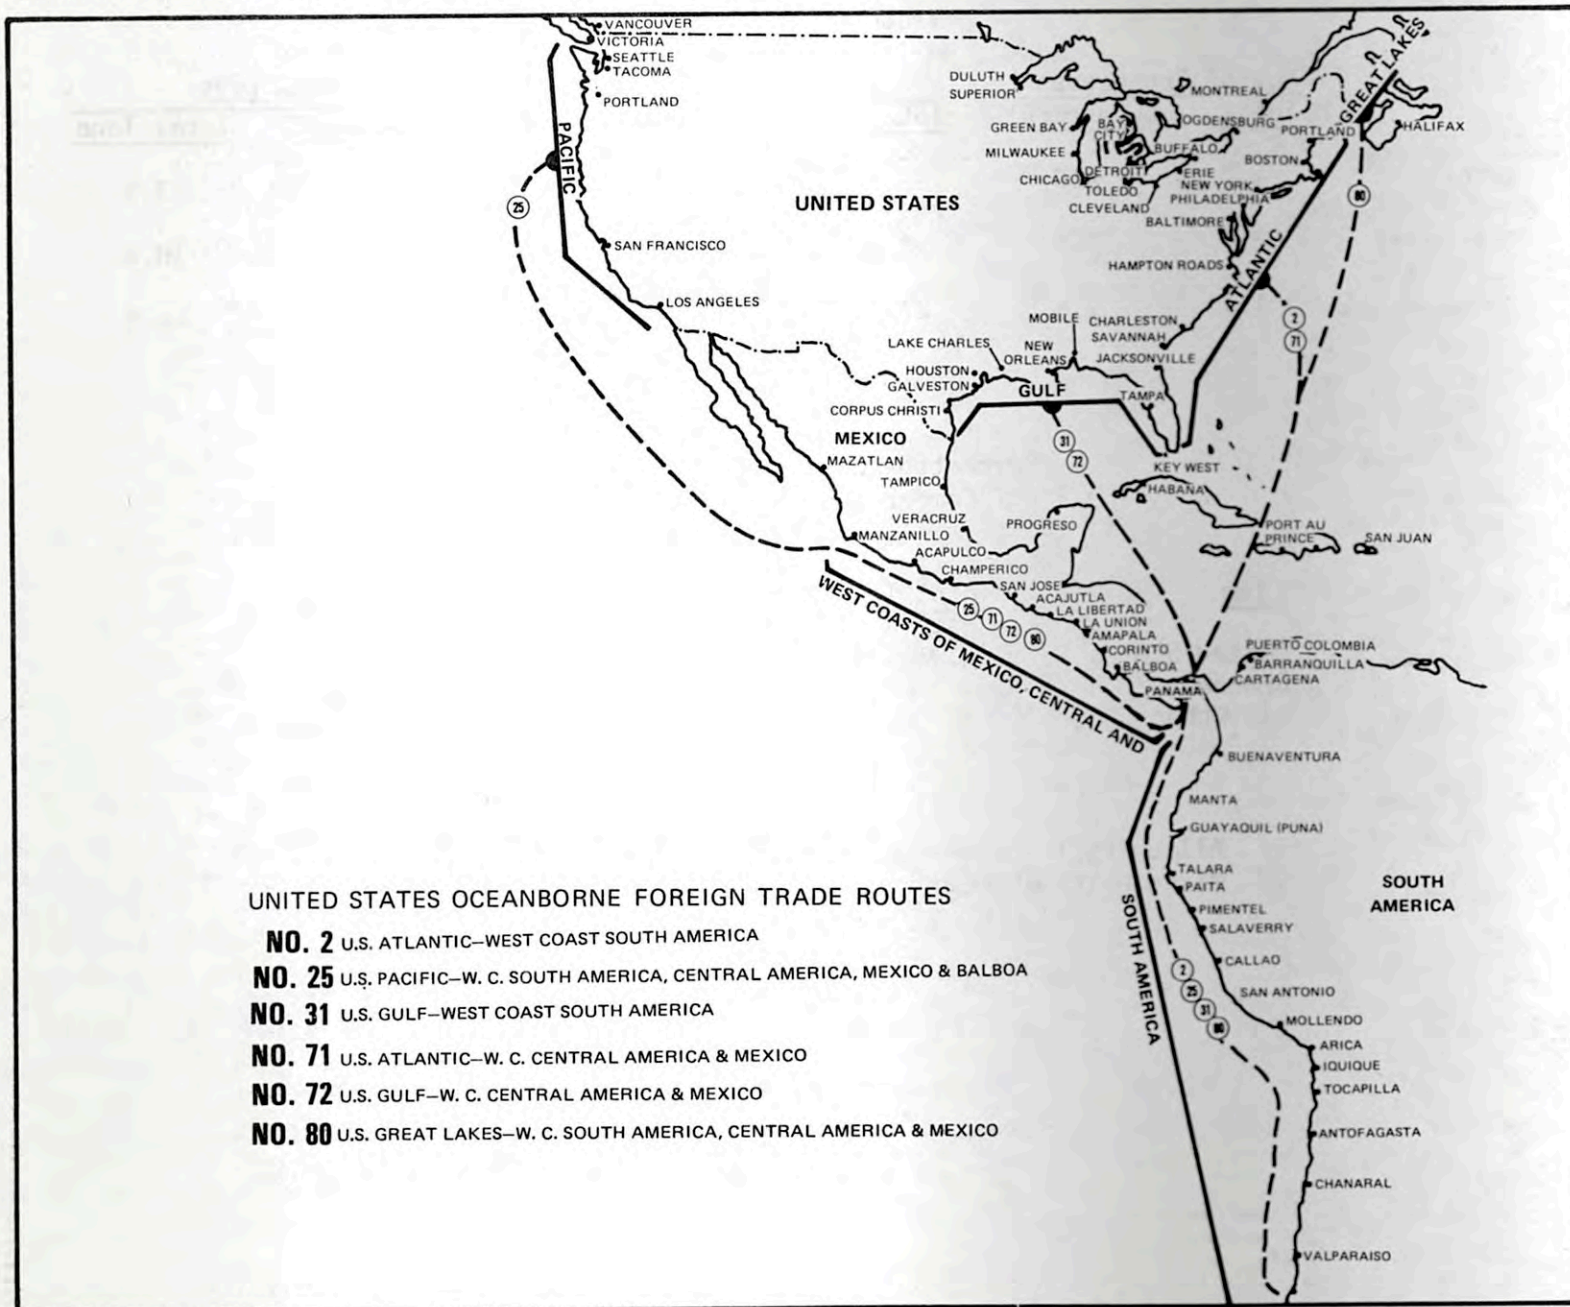 VANCOUVER
VICTORIA
SEATTLE
TACOMA
PORTLAND
PACIFIC
25
SAN FRANCISCO
LOS ANGELES
UNITED STATES
DULUTH
SUPERIOR
GREEN BAY
MILWAUKEE
CHICAGO
BAY
CITY
DETROIT
TOLEDO
CLEVELAND
BUFFALO
ERIE
MONTREAL
OGDENSBURG
PORTLAND
BOSTON
NEW YORK
PHILADELPHIA
BALTIMORE
HAMPTON ROADS
GREAT LAKES
HALIFAX
80
ATLANTIC
2
71
MOBILE
CHARLESTON
SAVANNAH
JACKSONVILLE
LAKE CHARLES
NEW
ORLEANS
HOUSTON
GALVESTON
GULF
TAMPA
CORPUS CHRISTI
MEXICO
31
72
KEY WEST
HABANA
MAZATLAN
TAMPICO
VERACRUZ
PROGRESO
MANZANILLO
ACAPULCO
CHAMPERICO
SAN JOSE
ACAJUTLA
LA LIBERTAD
LA UNION
AMAPALA
CORINTO
BALBOA
PANAMA
PORT AU
PRINCE
SAN JUAN
25
71
72
80
WEST COASTS OF MEXICO, CENTRAL AND
PUERTO COLOMBIA
BARRANQUILLA
CARTAGENA
BUENAVENTURA
MANTA
GUAYAQUIL (PUNA)
TALARA
PAITA
PIMENTEL
SALAVERRY
CALLAO
SAN ANTONIO
MOLLENDO
ARICA
IQUIQUE
TOCAPILLA
ANTOFAGASTA
CHANARAL
VALPARAISO
SOUTH
AMERICA
SOUTH AMERICA
2
25
31
80
UNITED STATES OCEANBORNE FOREIGN TRADE ROUTES
NO. 2 U.S. ATLANTIC–WEST COAST SOUTH AMERICA
NO. 25 U.S. PACIFIC–W. C. SOUTH AMERICA, CENTRAL AMERICA, MEXICO & BALBOA
NO. 31 U.S. GULF–WEST COAST SOUTH AMERICA
NO. 71 U.S. ATLANTIC–W. C. CENTRAL AMERICA & MEXICO
NO. 72 U.S. GULF–W. C. CENTRAL AMERICA & MEXICO
NO. 80 U.S. GREAT LAKES–W. C. SOUTH AMERICA, CENTRAL AMERICA & MEXICO